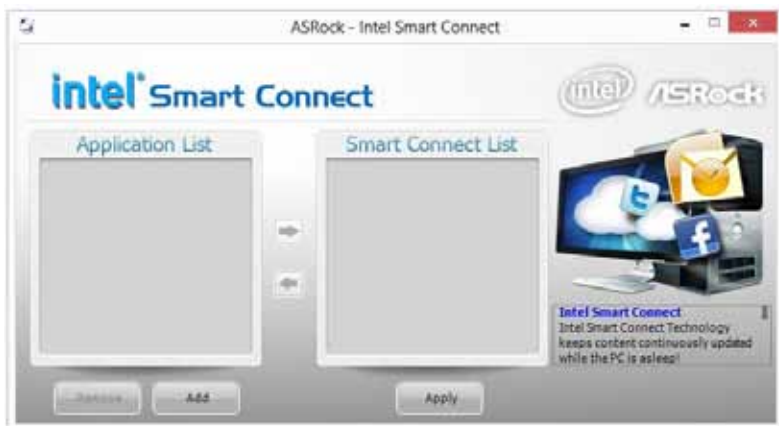 ASRock - Intel Smart Connect
intel Smart Connect
intel ASRock
Application List
Smart Connect List
Intel Smart Connect
Intel Smart Connect Technology
keeps content continuously updated
while the PC is asleep!
Remove
Add
Apply